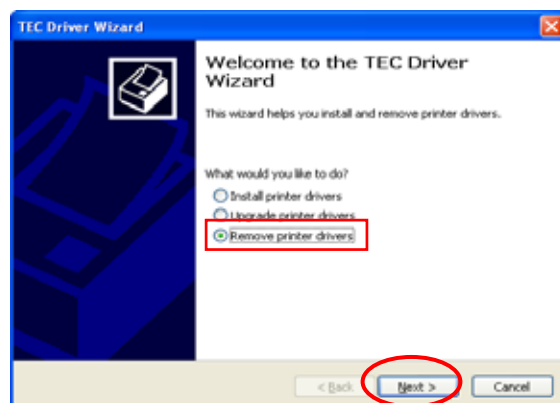 TEC Driver Wizard
Welcome to the TEC Driver
Wizard
This wizard helps you install and remove printer drivers.
What would you like to do?
Install printer drivers
Upgrade printer drivers
Remove printer drivers
< Back
Next >
Cancel